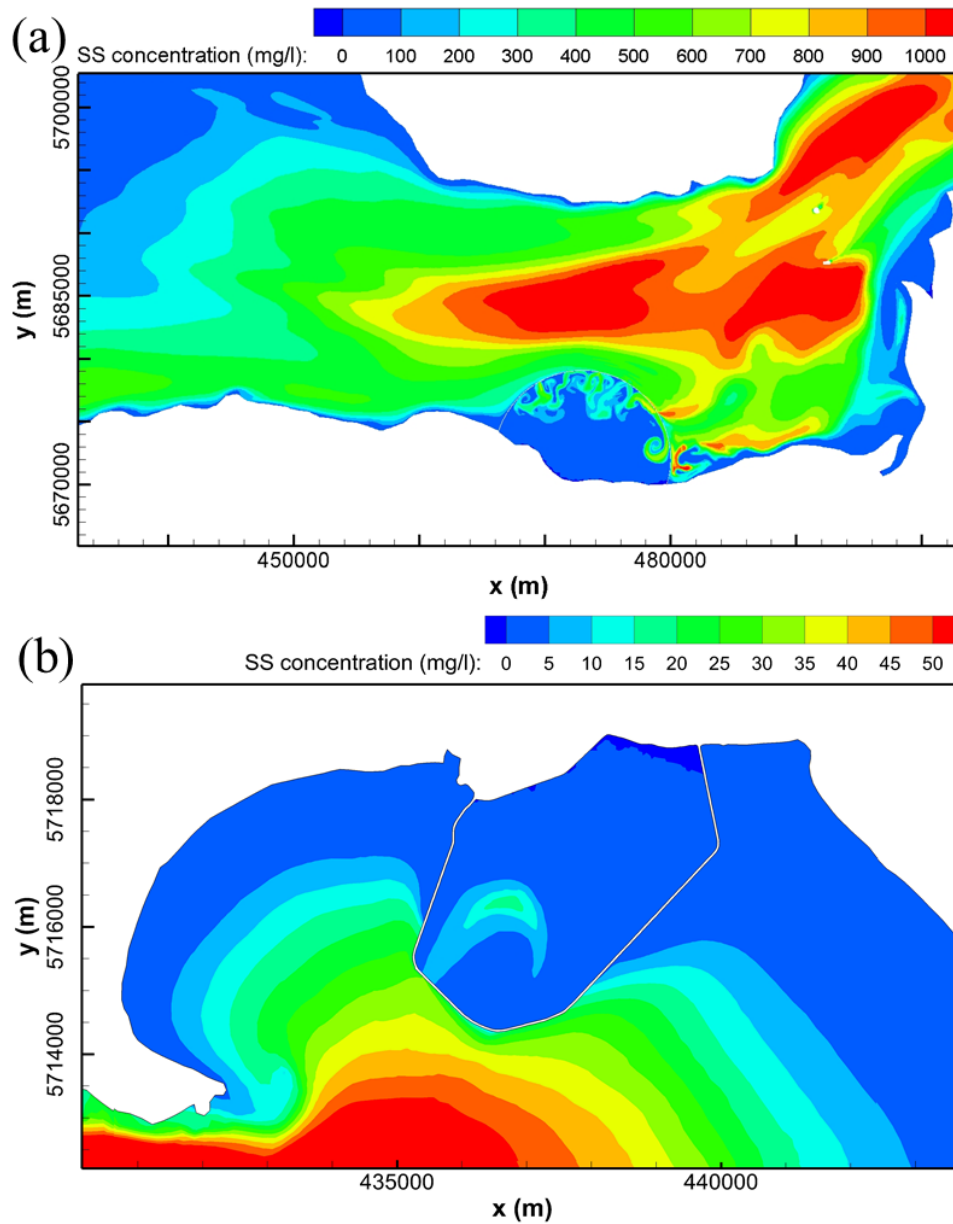 (a)
SS concentration (mg/l): 0 100 200 300 400 500 600 700 800 900 1000
5700000
5685000
5670000
y (m)
450000 480000
x (m)
(b)
SS concentration (mg/l): 0 5 10 15 20 25 30 35 40 45 50
5718000
5716000
5714000
y (m)
435000 440000
x (m)